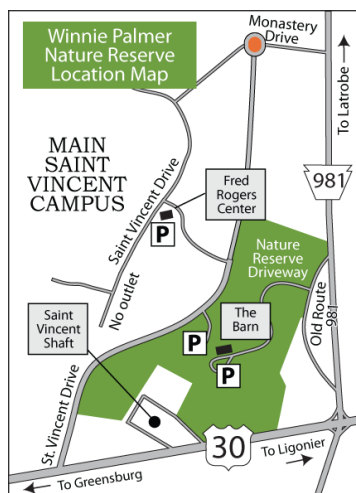 Winnie Palmer
Nature Reserve
Location Map
Monastery
Drive
To Latrobe
MAIN
SAINT
VINCENT
CAMPUS
Saint Vincent Drive
Fred
Rogers
Center
981
P
Nature
Reserve
Driveway
No outlet
Old Route
981
Saint
Vincent
Shaft
The
Barn
P
P
St. Vincent Drive
30
To Ligonier
To Greensburg